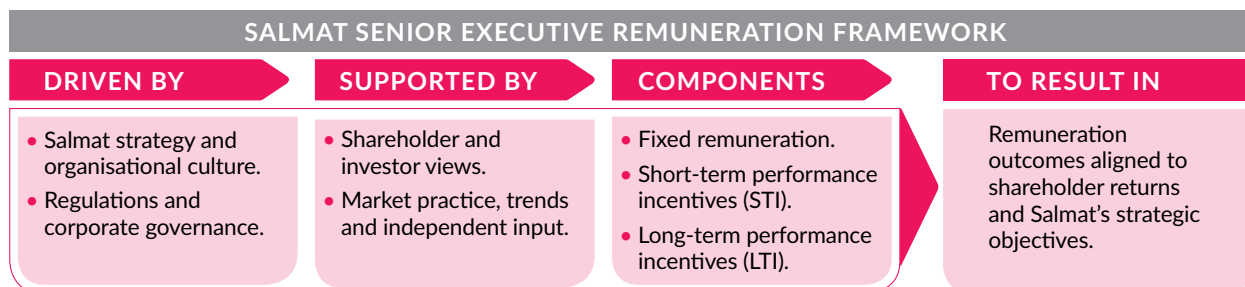 SALMAT SENIOR EXECUTIVE REMUNERATION FRAMEWORK
DRIVEN BY
• Salmat strategy and
organisational culture.
• Regulations and
corporate governance.
SUPPORTED BY
• Shareholder and
investor views.
• Market practice, trends
and independent input.
COMPONENTS
• Fixed remuneration.
• Short-term performance
incentives (STI).
• Long-term performance
incentives (LTI).
TO RESULT IN
Remuneration
outcomes aligned to
shareholder returns
and Salmat’s strategic
objectives.